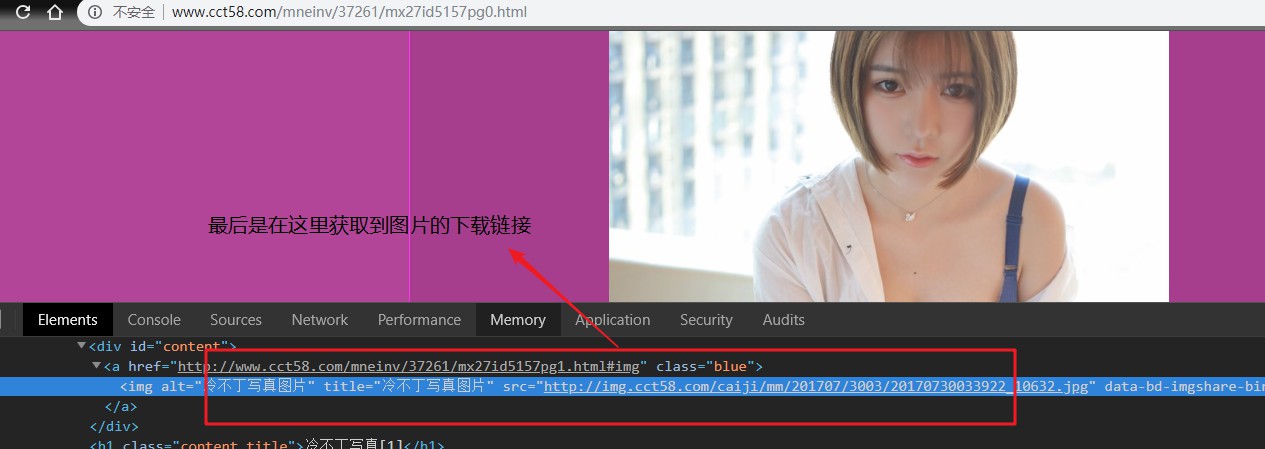 不安全 www.cct58.com/mneinv/37261/mx27id5157pg0.html
最后是在这里获取到图片的下载链接
Elements Console Sources Network Performance Memory Application Security Audits
<div id="content">
<a href="http://www.cct58.com/mneinv/37261/mx27id5157pg1.html#img" class="blue">
<img alt="冷不丁写真图片" title="冷不丁写真图片" src="http://img.cct58.com/caiji/mm/201707/3003/20170730033922_10632.jpg" data-bd-imgshare-bin
</a>
</div>
<h1 class="content_title">冷不丁写真[1]</h1>